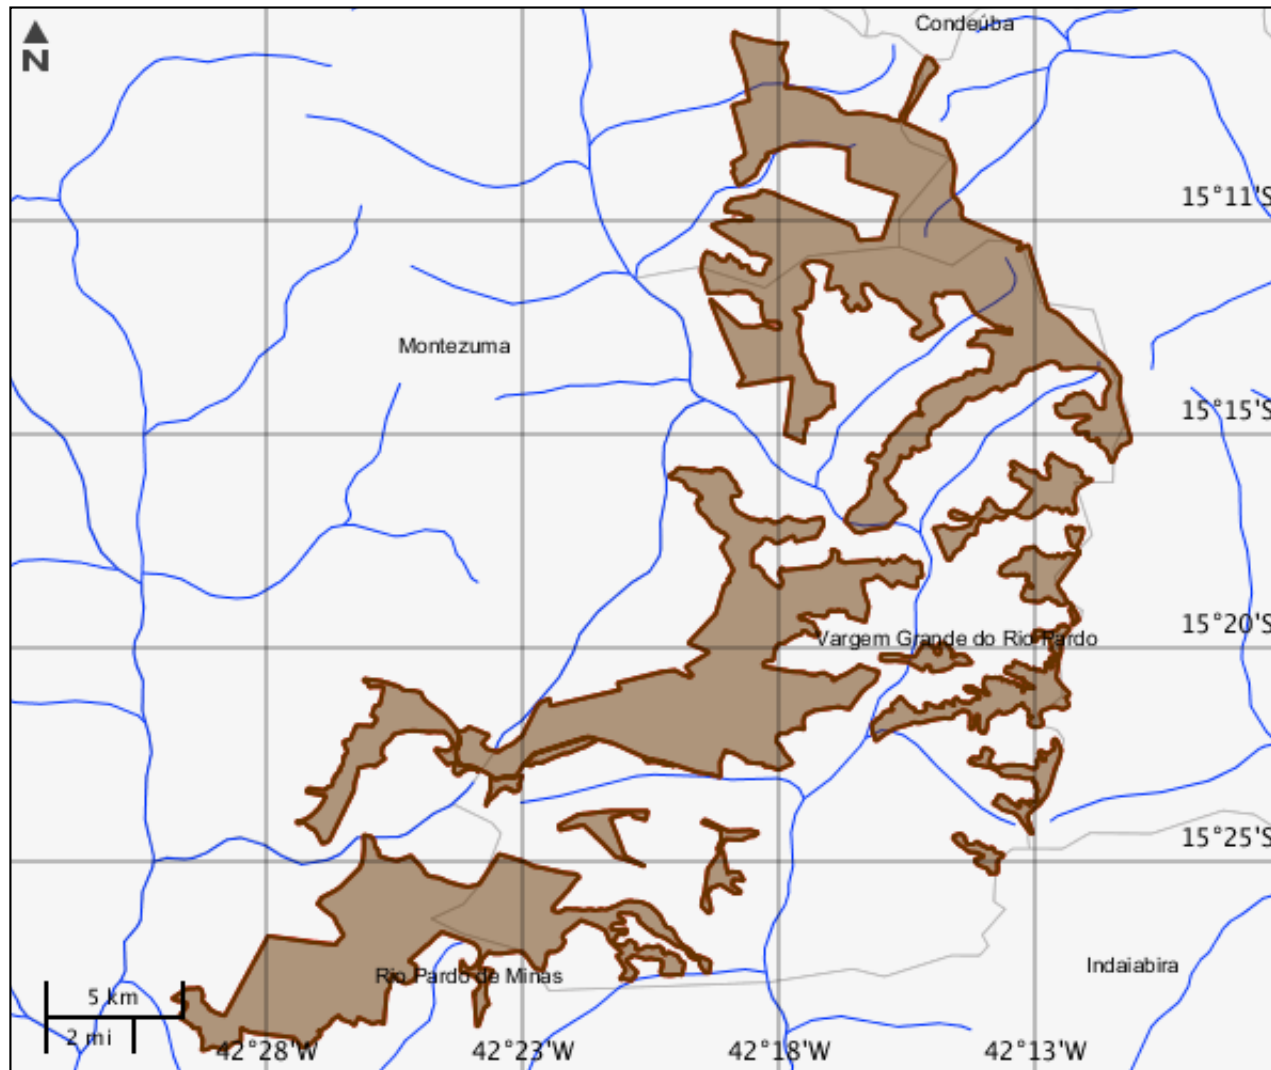 Condeúba
N
15°11'S
Montezuma
15°15'S
15°20'S
Vargem Grande do Rio Pardo
15°25'S
Rio Pardo de Minas
Indaiabira
5 km
2 mi
42°28'W
42°23'W
42°18'W
42°13'W